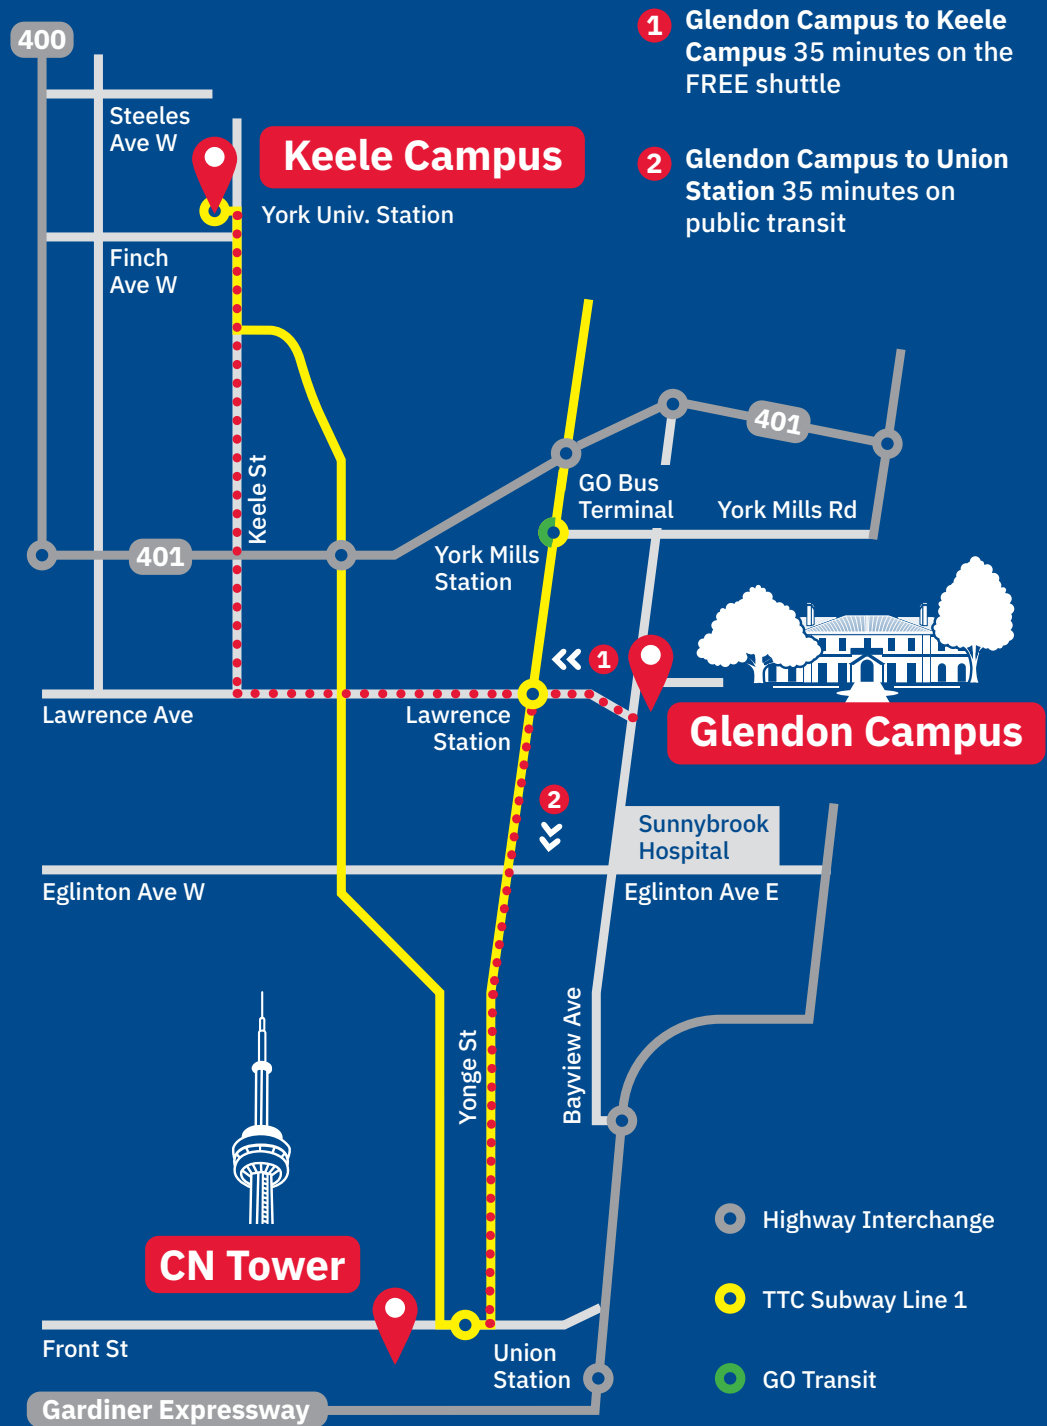 400
1 Glendon Campus to Keele
Campus 35 minutes on the
FREE shuttle
Steeles
Ave W
Keele Campus
2 Glendon Campus to Union
Station 35 minutes on
public transit
York Univ. Station
Finch
Ave W
401
Keele St
GO Bus
Terminal
York Mills Rd
401
York Mills
Station
1
Lawrence Ave
Lawrence
Station
Glendon Campus
2
Sunnybrook
Hospital
Eglinton Ave W
Eglinton Ave E
Yonge St
Bayview Ave
Highway Interchange
CN Tower
TTC Subway Line 1
Front St
Union
Station
GO Transit
Gardiner Expressway